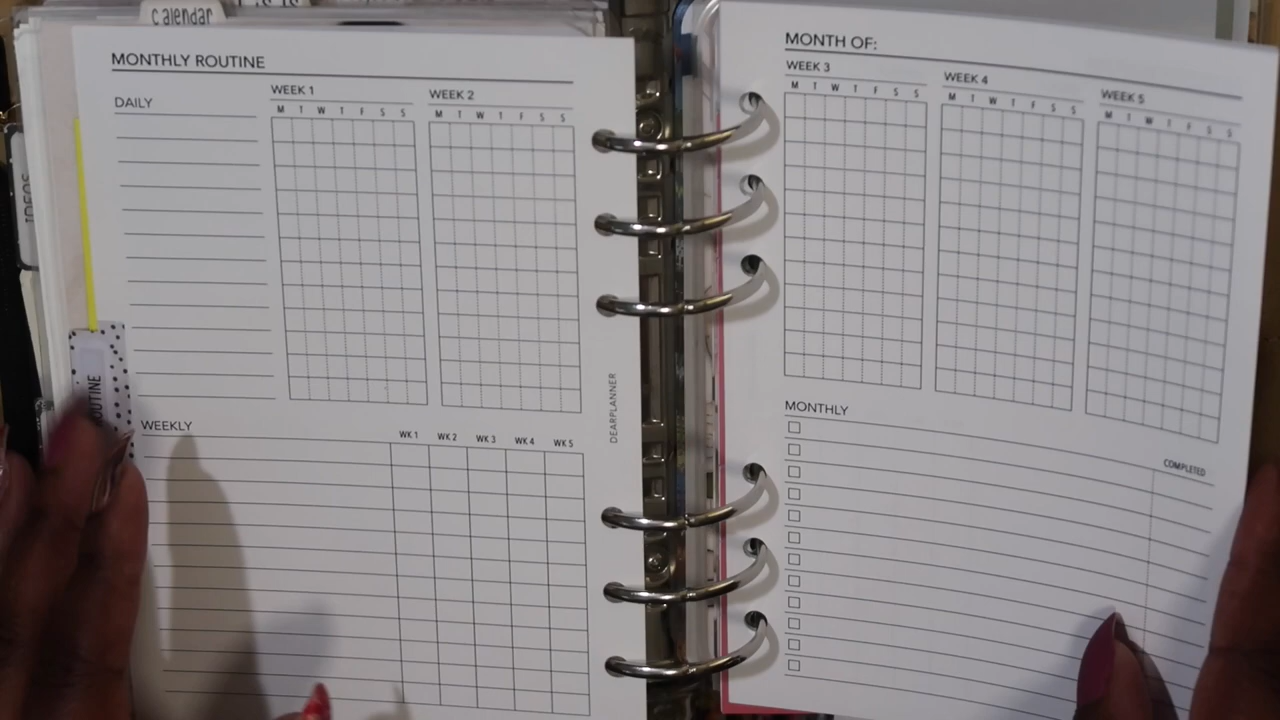 calendar
MONTHLY ROUTINE
DAILY
WEEK 1
M T W T F S S
WEEK 2
M T W T F S S
WEEKLY
WK 1 WK 2 WK 3 WK 4 WK 5
DEARPLANNER
MONTH OF:
WEEK 3
M T W T F S S
WEEK 4
M T W T F S S
WEEK 5
M T W T F S S
MONTHLY
COMPLETED